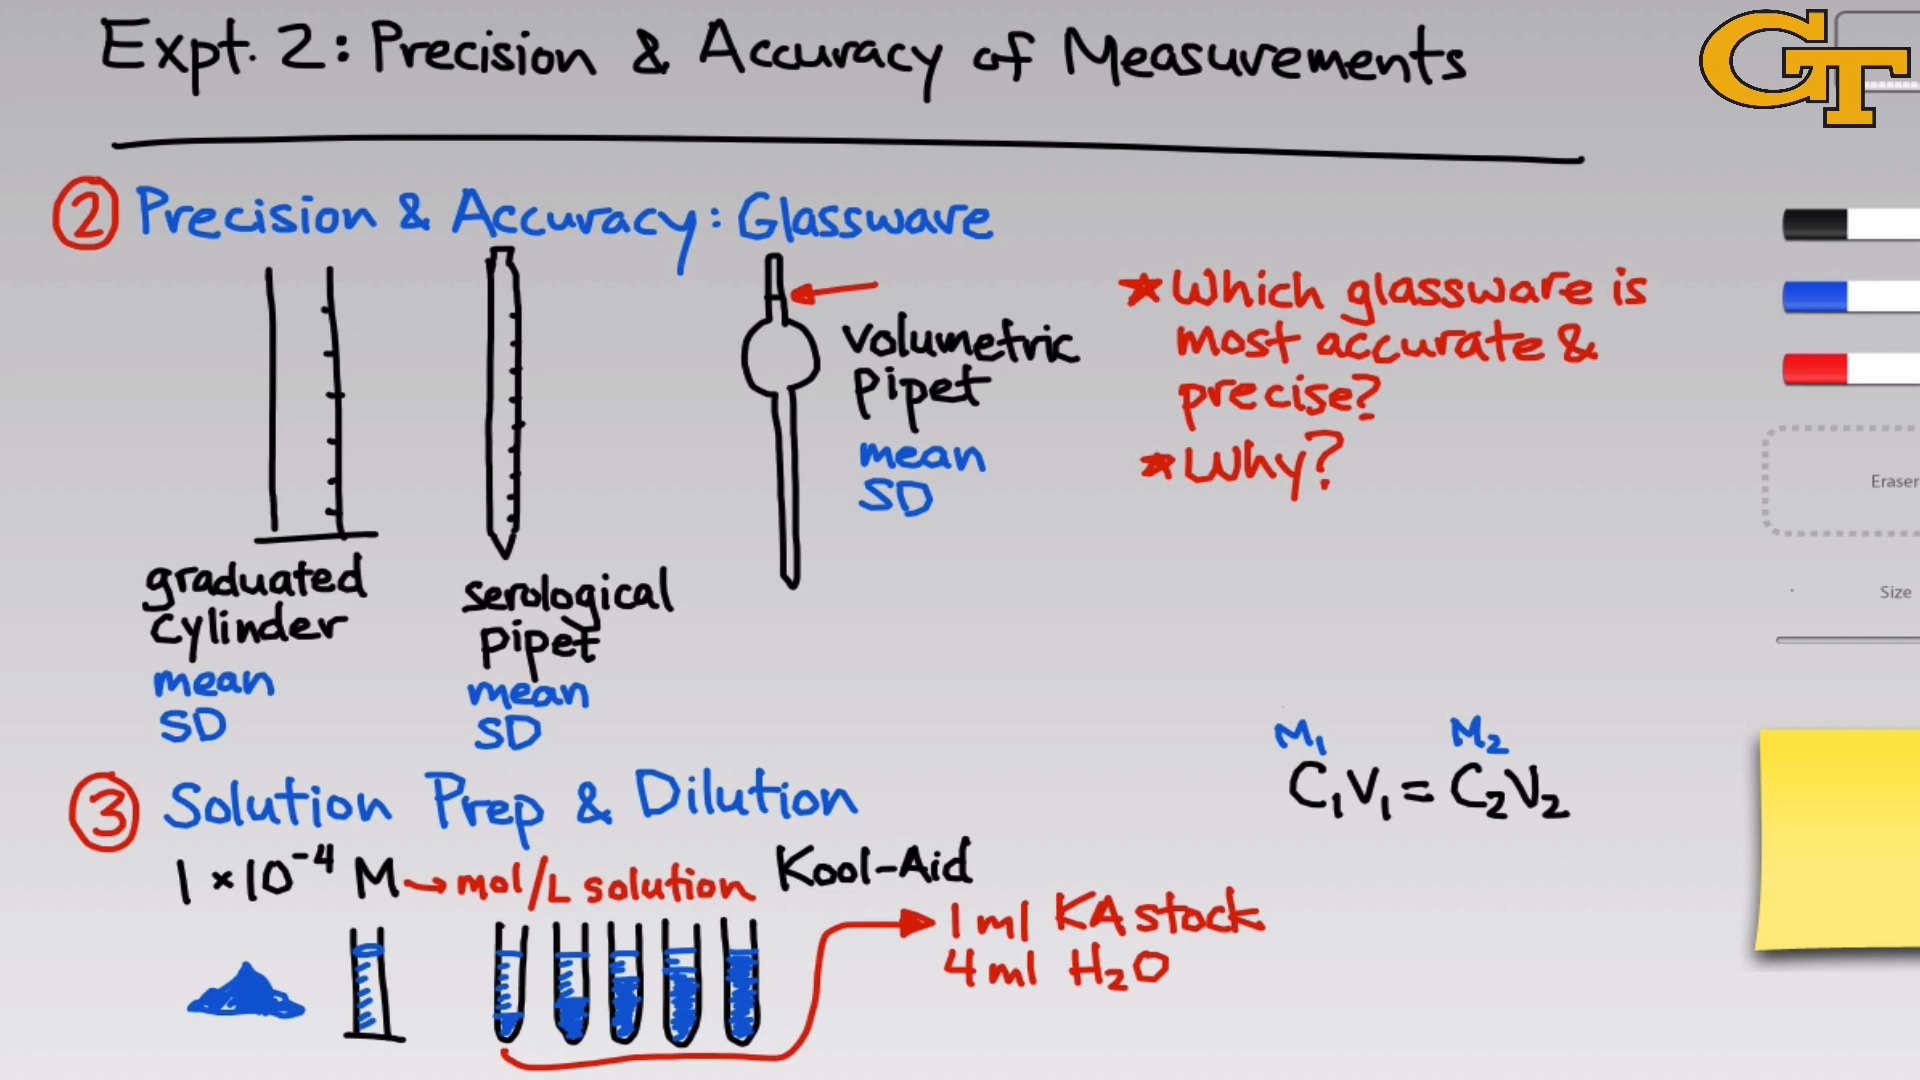 Expt. 2: Precision & Accuracy of Measurements
GT
② Precision & Accuracy: Glassware
graduated
cylinder
mean
SD
serological
pipet
mean
SD
volumetric
pipet
mean
SD
★ Which glassware is
most accurate &
precise?
★ Why?
Eraser
Size
③ Solution Prep & Dilution
1 × 10⁻⁴ M → mol/L solution Kool-Aid
1 ml KA stock
4 ml H₂O
M₁ M₂
C₁V₁ = C₂V₂